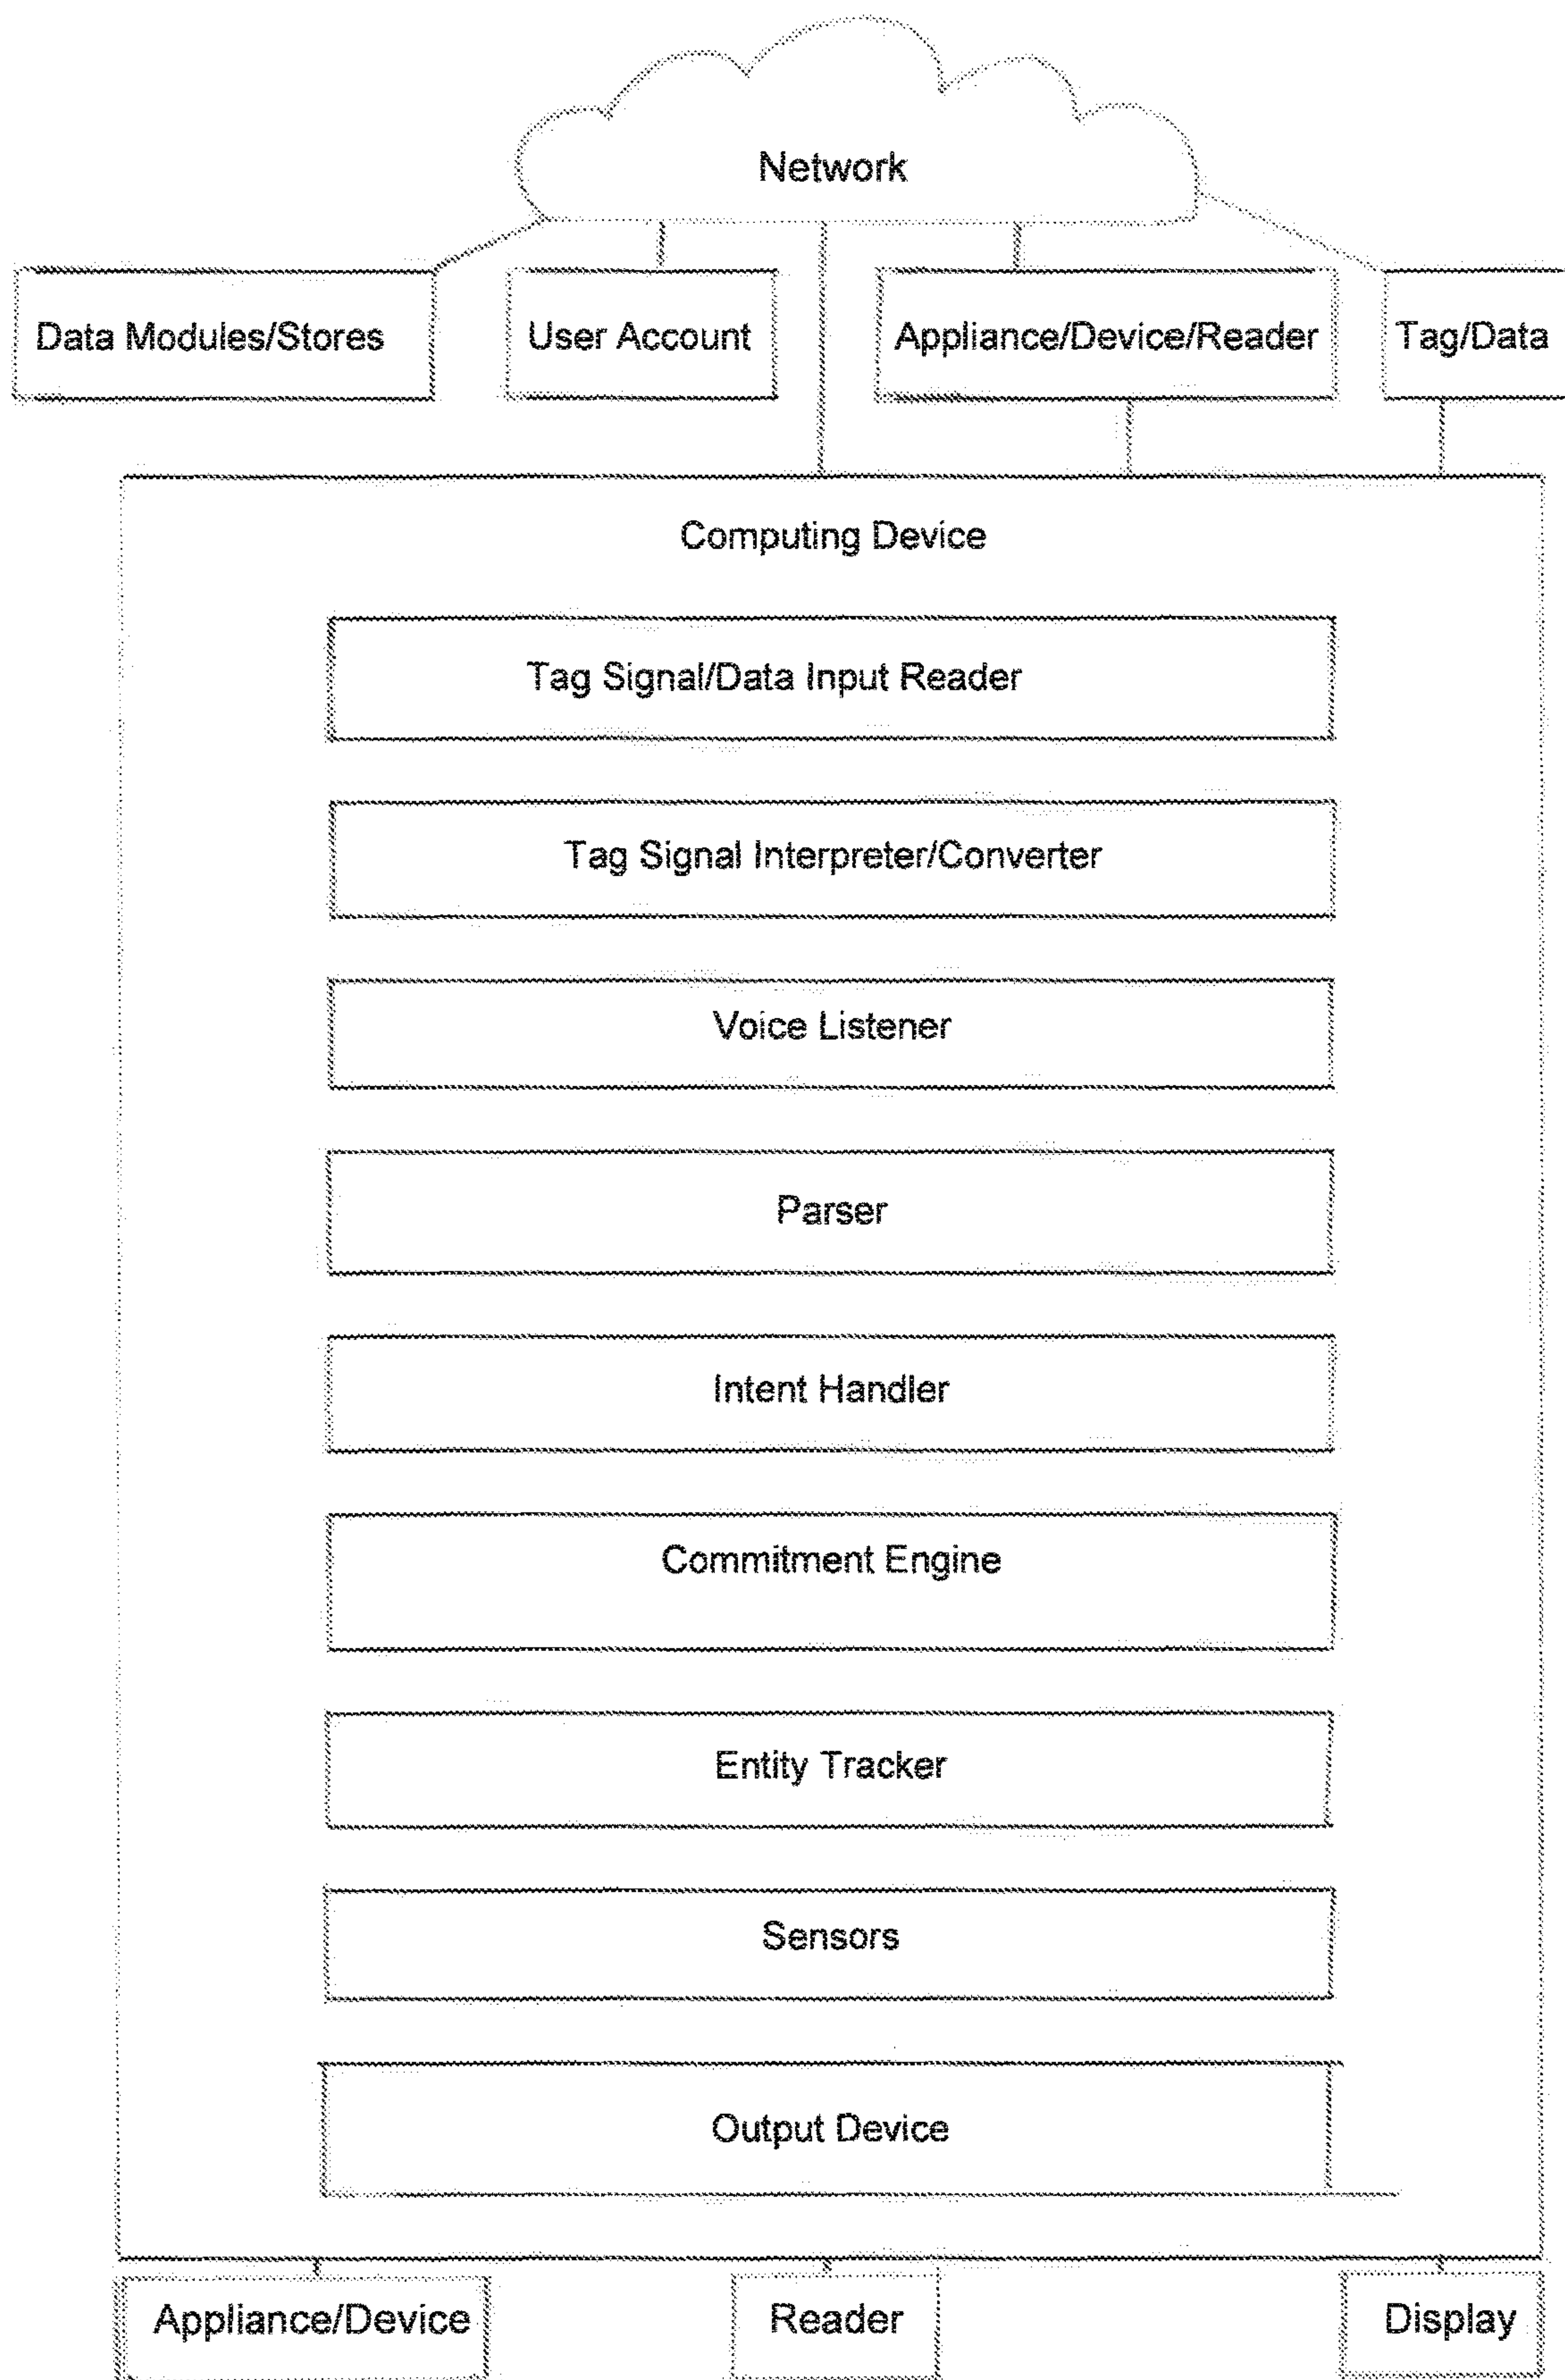 Network
Data Modules/Stores
User Account
Appliance/Device/Reader
Tag/Data
Computing Device
Tag Signal/Data Input Reader
Tag Signal Interpreter/Converter
Voice Listener
Parser
Intent Handler
Commitment Engine
Entity Tracker
Sensors
Output Device
Appliance/Device
Reader
Display